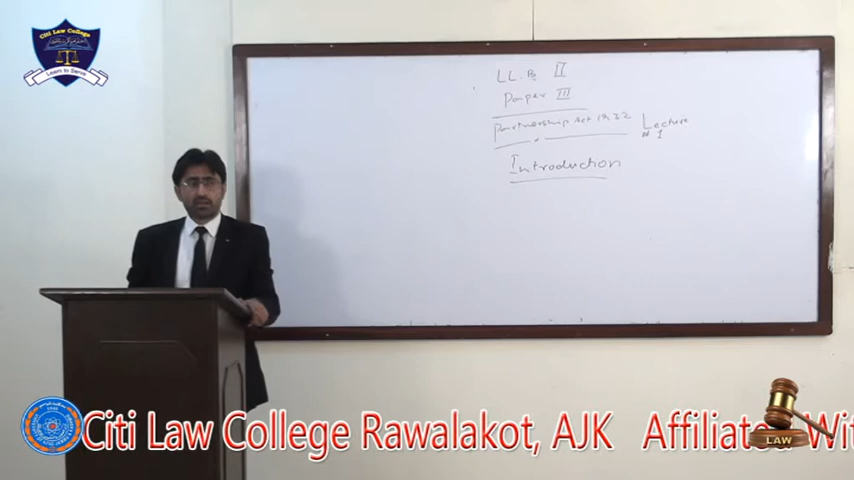 Citi Law College
Learn to Serve
LL.B II
Paper III
Partnership Act 1932
Lecture
# 1
Introduction
Citi Law College Rawalakot, AJK Affiliated Wit
LAW